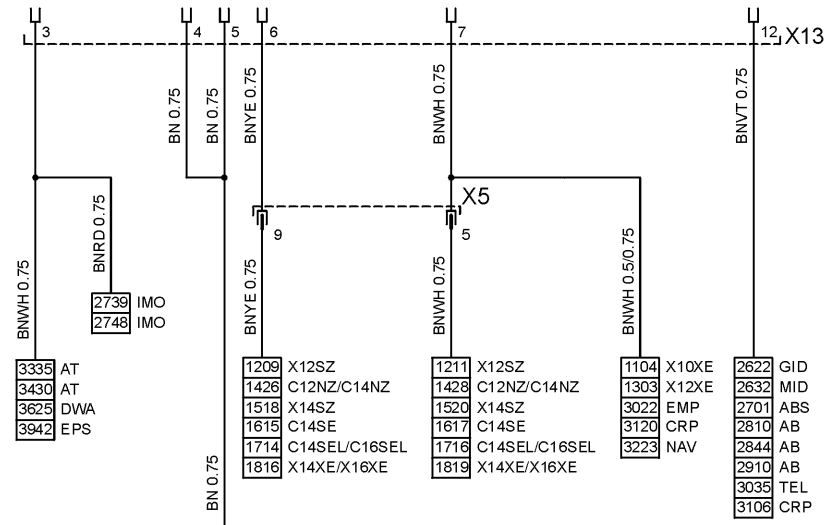 3
4
5
6
7
12
X13
BN 0.75
BN 0.75
BNYE 0.75
BNWH 0.75
BNVT 0.75
X5
9
5
BNRD 0.75
BNWH 0.75
BNYE 0.75
BNWH 0.75
BNWH 0.5/0.75
BN 0.75
2739 IMO
2748 IMO
3335 AT
3430 AT
3625 DWA
3942 EPS
1209 X12SZ
1426 C12NZ/C14NZ
1518 X14SZ
1615 C14SE
1714 C14SEL/C16SEL
1816 X14XE/X16XE
1211 X12SZ
1428 C12NZ/C14NZ
1520 X14SZ
1617 C14SE
1716 C14SEL/C16SEL
1819 X14XE/X16XE
1104 X10XE
1303 X12XE
3022 EMP
3120 CRP
3223 NAV
2622 GID
2632 MID
2701 ABS
2810 AB
2844 AB
2910 AB
3035 TEL
3106 CRP